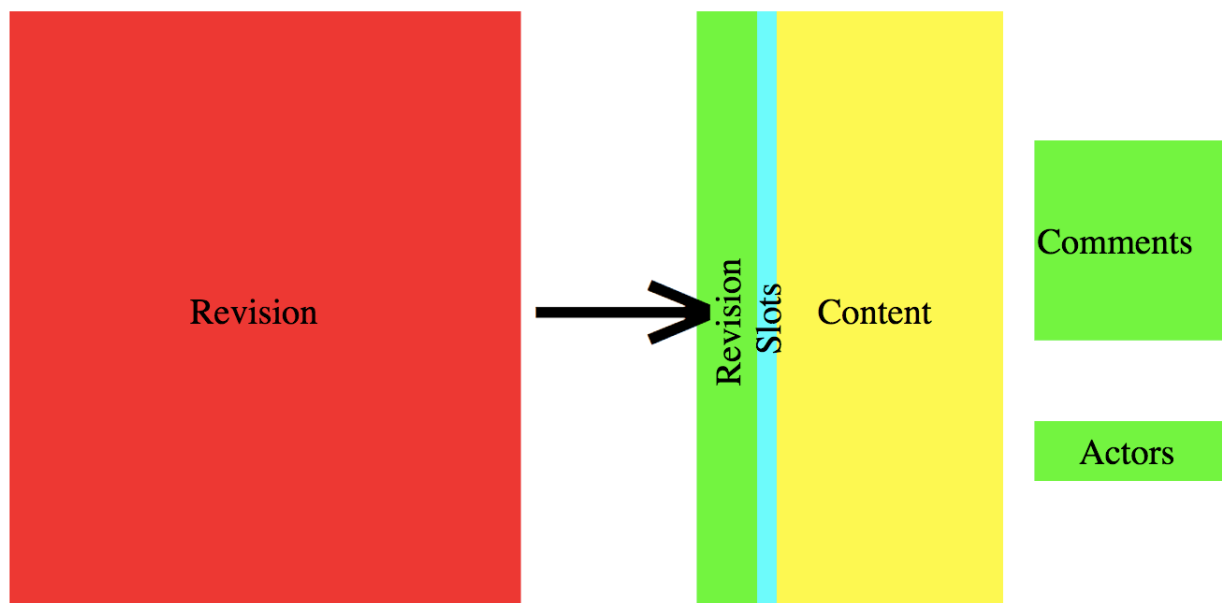 Revision
Revision
Slots
Content
Comments
Actors